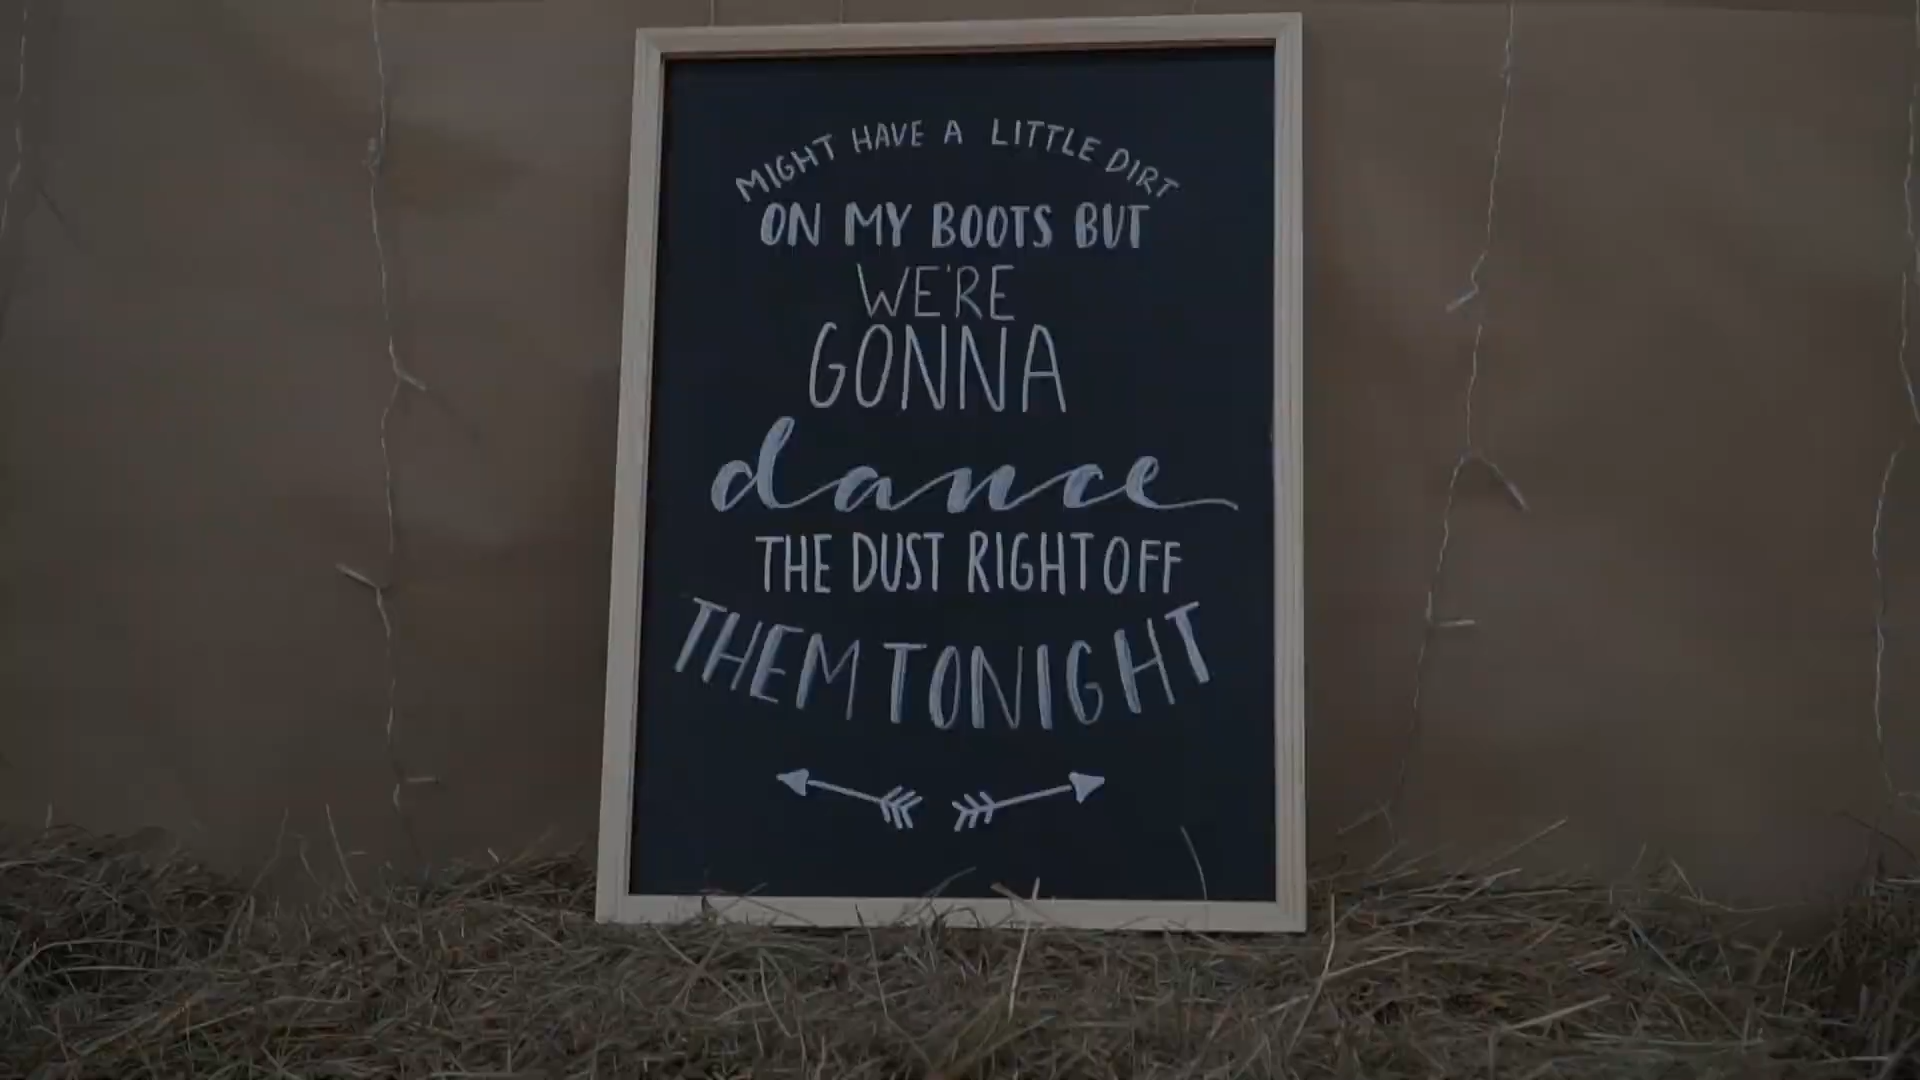 MIGHT HAVE A LITTLE DIRT
ON MY BOOTS BUT
WE'RE
GONNA
dance
THE DUST RIGHT OFF
THEM TONIGHT